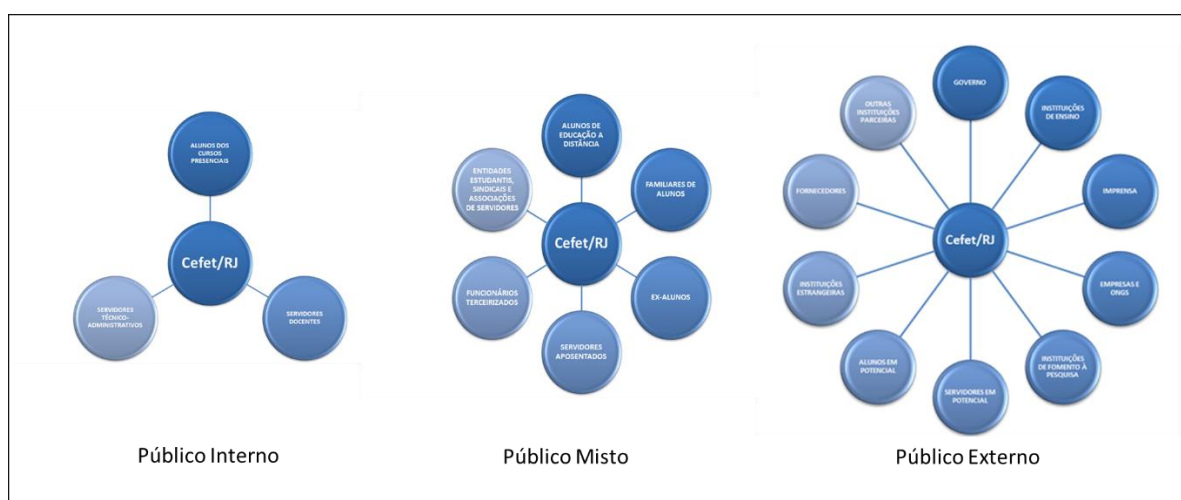 ALUNOS DOS
CURSOS
PRESENCIAIS
Cefet/RJ
SERVIDORES
TÉCNICO-
ADMINISTRATIVOS
SERVIDORES
DOCENTES
Público Interno
ALUNOS DE
EDUCAÇÃO A
DISTÂNCIA
ENTIDADES
ESTUDANTIS,
SINDICAIS E
ASSOCIAÇÕES
DE SERVIDORES
FAMILIARES DE
ALUNOS
Cefet/RJ
FUNCIONÁRIOS
TERCEIRIZADOS
EX-ALUNOS
SERVIDORES
APOSENTADOS
Público Misto
GOVERNO
OUTRAS
INSTITUIÇÕES
PARCEIRAS
INSTITUIÇÕES
DE ENSINO
FORNECEDORES
IMPRENSA
Cefet/RJ
INSTITUIÇÕES
ESTRANGEIRAS
EMPRESAS E
ONGS
ALUNOS EM
POTENCIAL
INSTITUIÇÕES
DE FOMENTO À
PESQUISA
SERVIDORES EM
POTENCIAL
Público Externo